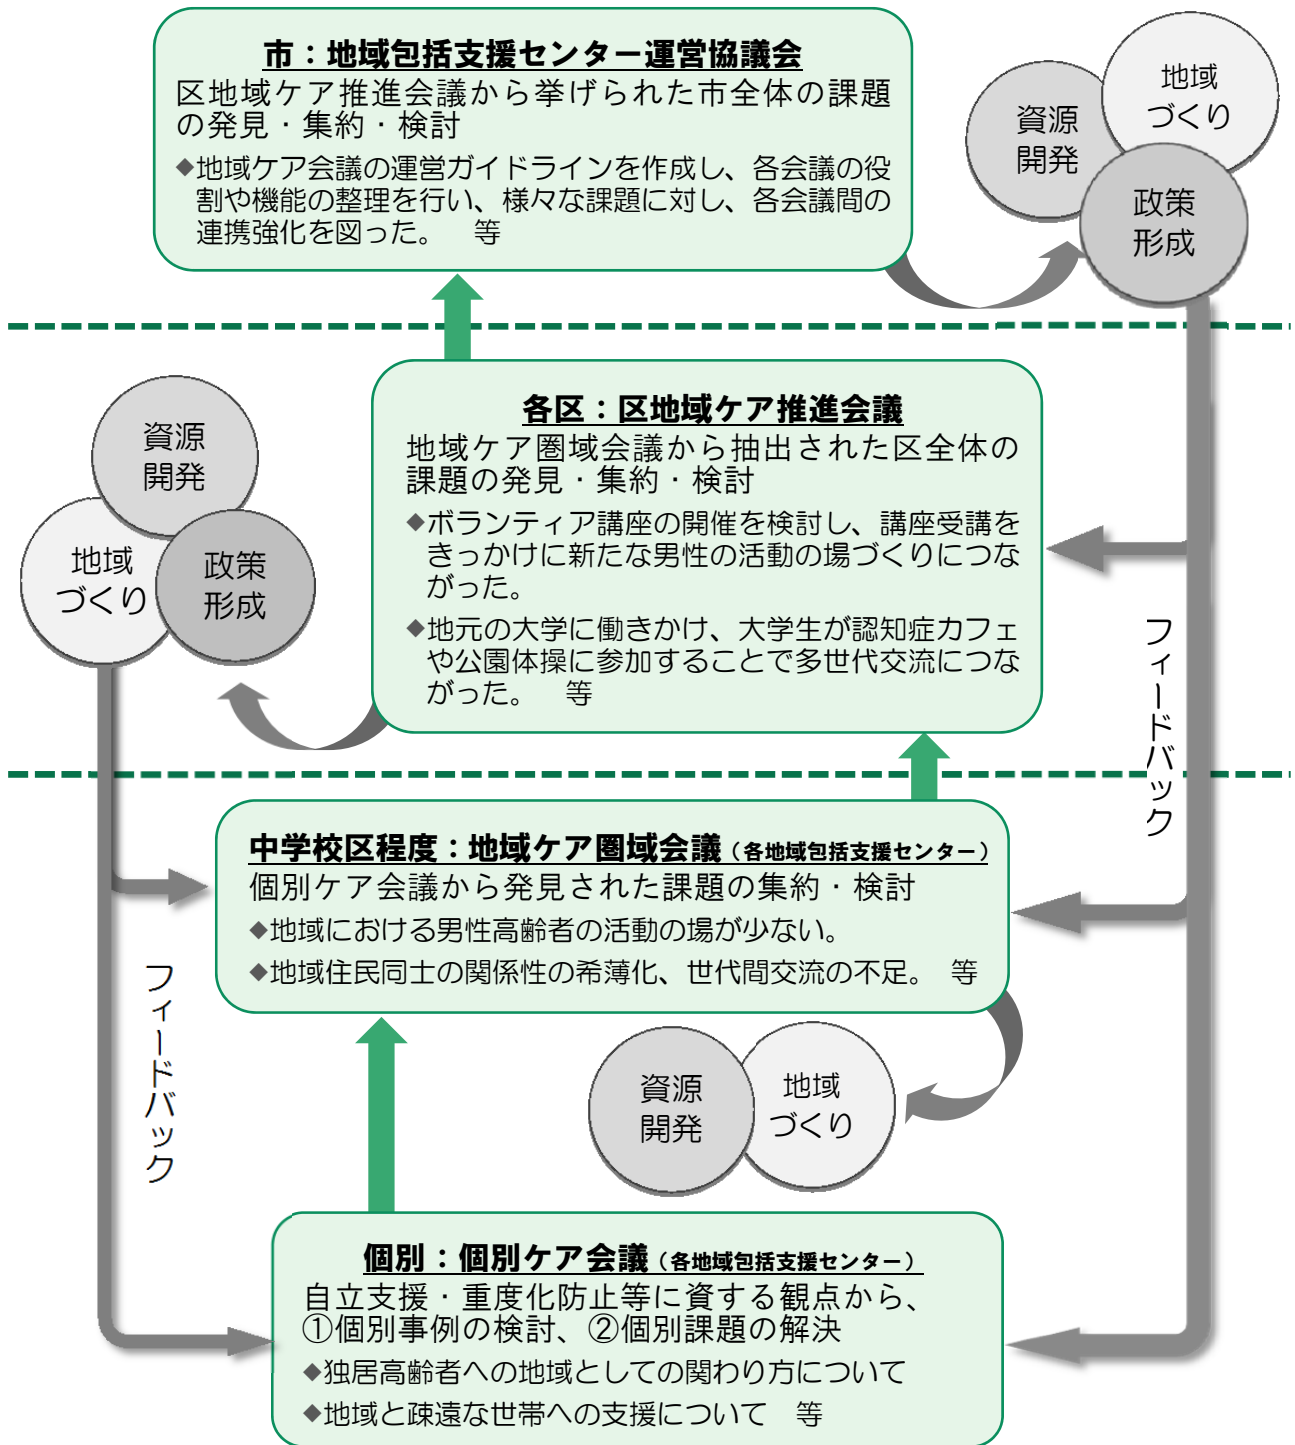 市：地域包括支援センター運営協議会
区地域ケア推進会議から挙げられた市全体の課題
の発見・集約・検討
◆地域ケア会議の運営ガイドラインを作成し、各会議の役
割や機能の整理を行い、様々な課題に対し、各会議間の
連携強化を図った。　等
資源
開発
地域
づくり
政策
形成
各区：区地域ケア推進会議
地域ケア圏域会議から抽出された区全体の
課題の発見・集約・検討
◆ボランティア講座の開催を検討し、講座受講を
きっかけに新たな男性の活動の場づくりにつな
がった。
◆地元の大学に働きかけ、大学生が認知症カフェ
や公園体操に参加することで多世代交流につな
がった。　等
資源
開発
地域
づくり
政策
形成
フィードバック
中学校区程度：地域ケア圏域会議（各地域包括支援センター）
個別ケア会議から発見された課題の集約・検討
◆地域における男性高齢者の活動の場が少ない。
◆地域住民同士の関係性の希薄化、世代間交流の不足。　等
フィードバック
資源
開発
地域
づくり
個別：個別ケア会議（各地域包括支援センター）
自立支援・重度化防止等に資する観点から、
①個別事例の検討、②個別課題の解決
◆独居高齢者への地域としての関わり方について
◆地域と疎遠な世帯への支援について　等